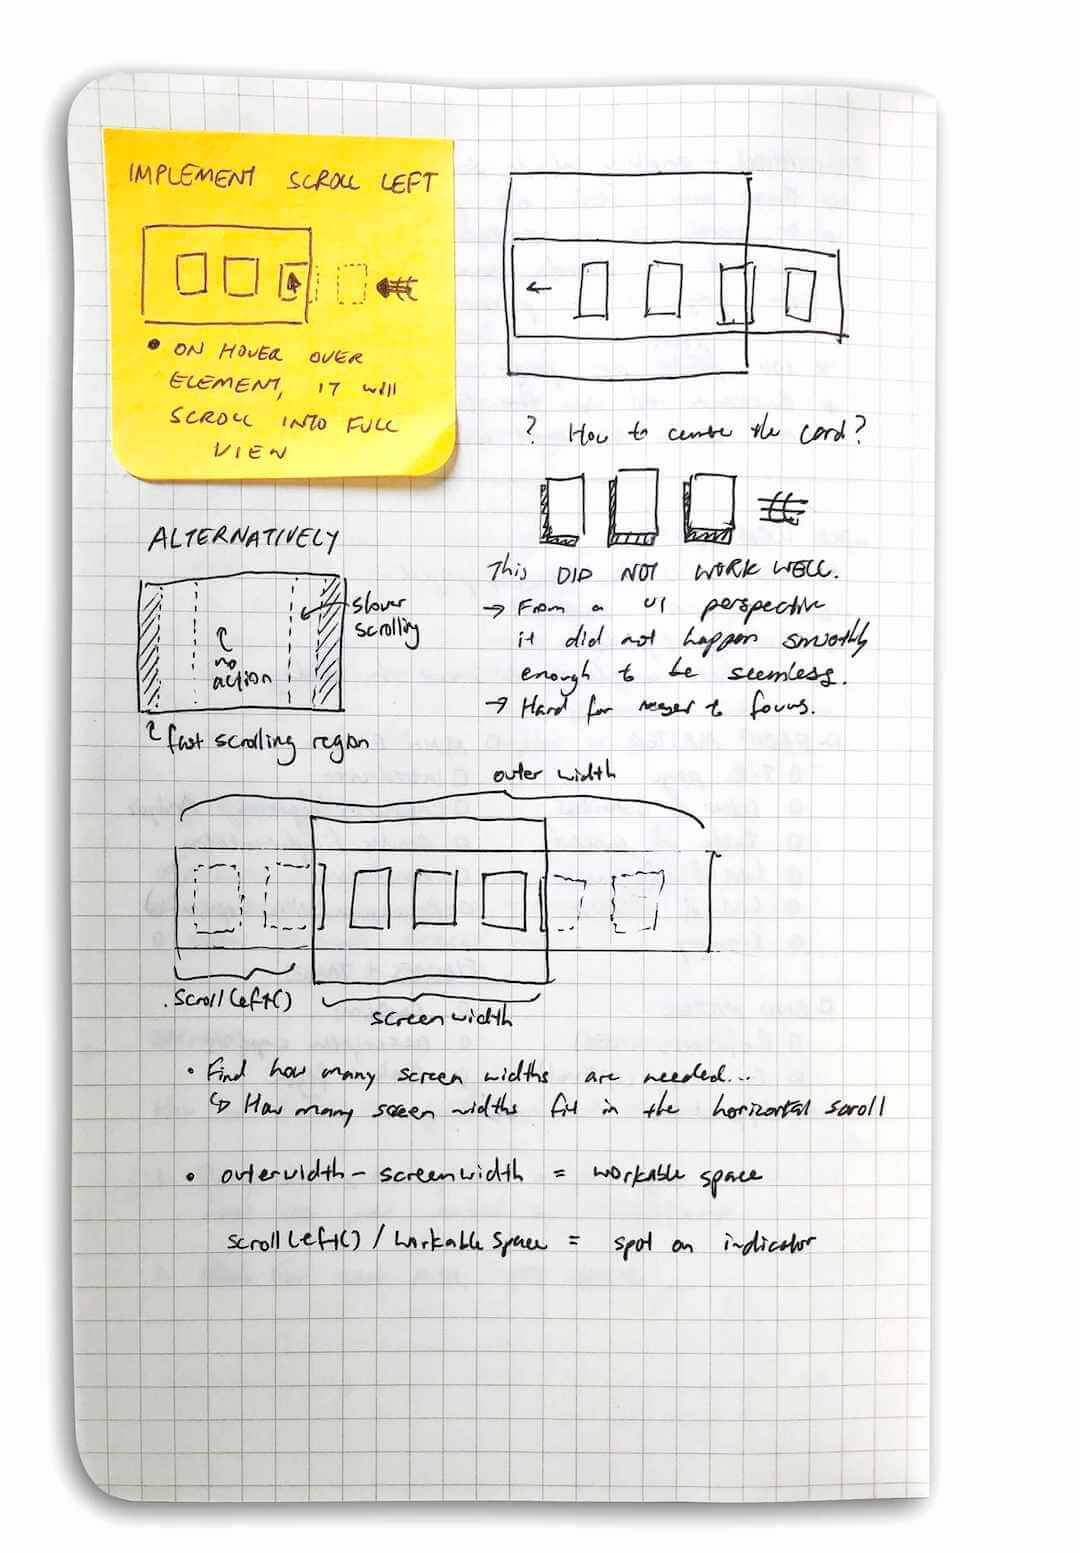 IMPLEMENT SCROLL LEFT
• ON HOVER OVER
ELEMENT, IT will
SCROLL INTO FULL
VIEW
? How to centre the card?
This DID NOT WORK WELL.
→ From a UI perspective
it did not happen smoothly
enough to be seemless.
→ Hard for to focus.
ALTERNATIVELY
slower
scrolling
no
action
fast scrolling region
outer width
.scrollLeft()
screenwidth
• Find how many screen widths are needed...
↳ How many screen widths fit in the horizontal scroll
• outerwidth - screenwidth = workable space
scrollLeft() / workable space = spot on indicator